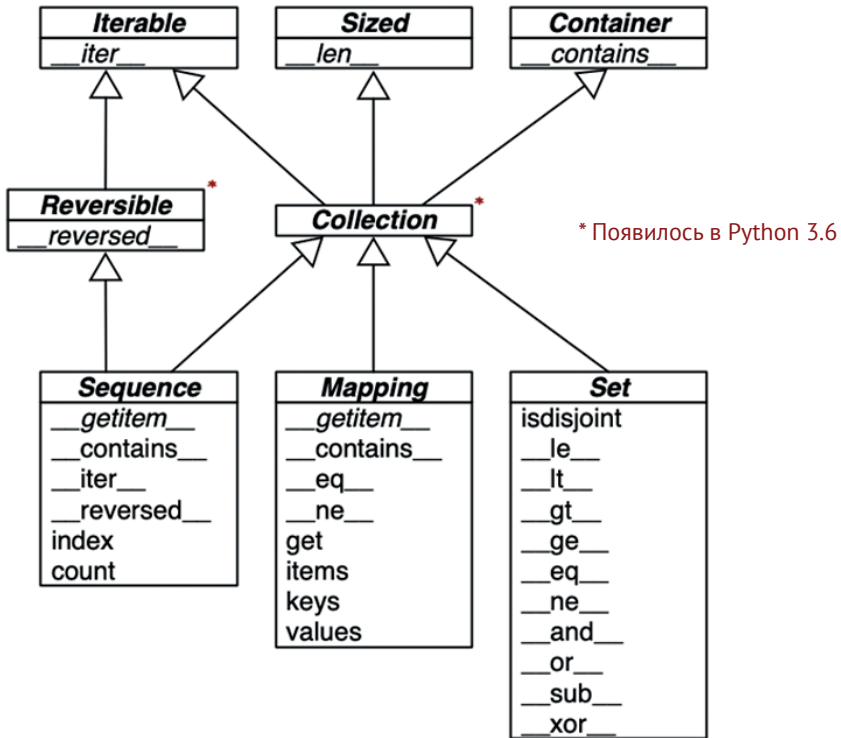 Iterable
__iter__
Sized
__len__
Container
__contains__
Reversible
*
__reversed__
Collection
*
* Появилось в Python 3.6
Sequence
__getitem__
__contains__
__iter__
__reversed__
index
count
Mapping
__getitem__
__contains__
__eq__
__ne__
get
items
keys
values
Set
isdisjoint
__le__
__lt__
__gt__
__ge__
__eq__
__ne__
__and__
__or__
__sub__
__xor__